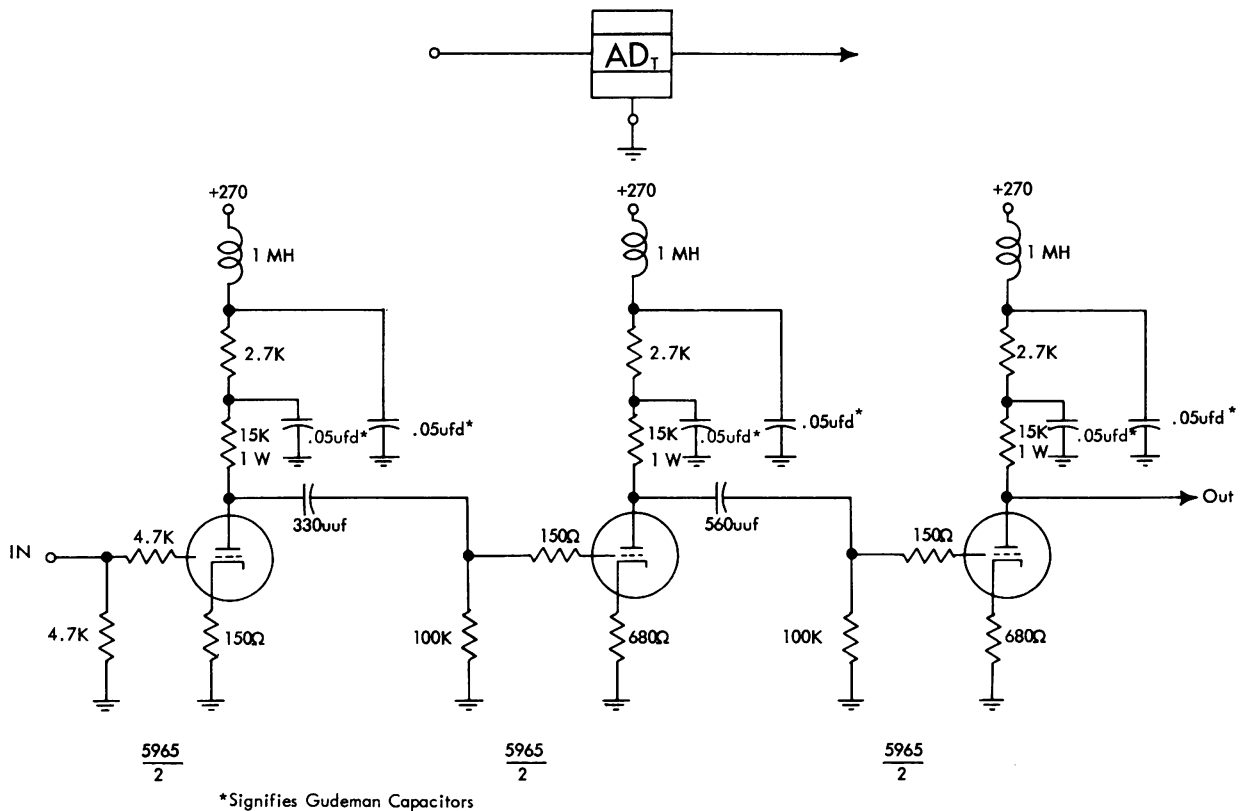 AD_T
+270
+270
+270
1 MH
1 MH
1 MH
2.7K
2.7K
2.7K
15K
1 W
.05ufd*
.05ufd*
15K
1 W
.05ufd*
.05ufd*
15K
1 W
.05ufd*
.05ufd*
330uuf
560uuf
Out
IN
4.7K
150Ω
150Ω
4.7K
150Ω
100K
680Ω
100K
680Ω
5965
2
5965
2
5965
2
*Signifies Gudeman Capacitors